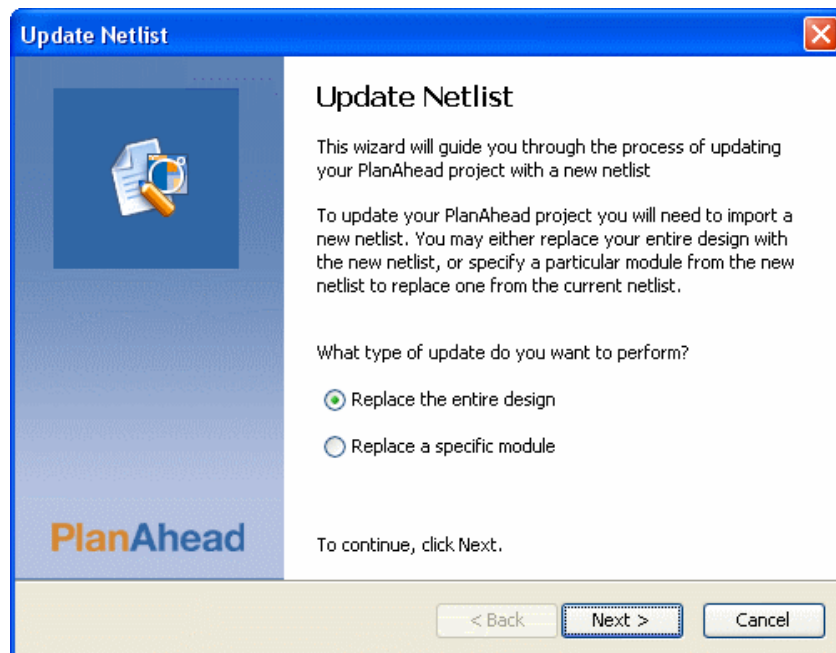 Update Netlist
Update Netlist
This wizard will guide you through the process of updating
your PlanAhead project with a new netlist
To update your PlanAhead project you will need to import a
new netlist. You may either replace your entire design with
the new netlist, or specify a particular module from the new
netlist to replace one from the current netlist.
What type of update do you want to perform?
Replace the entire design
Replace a specific module
PlanAhead
To continue, click Next.
< Back
Next >
Cancel